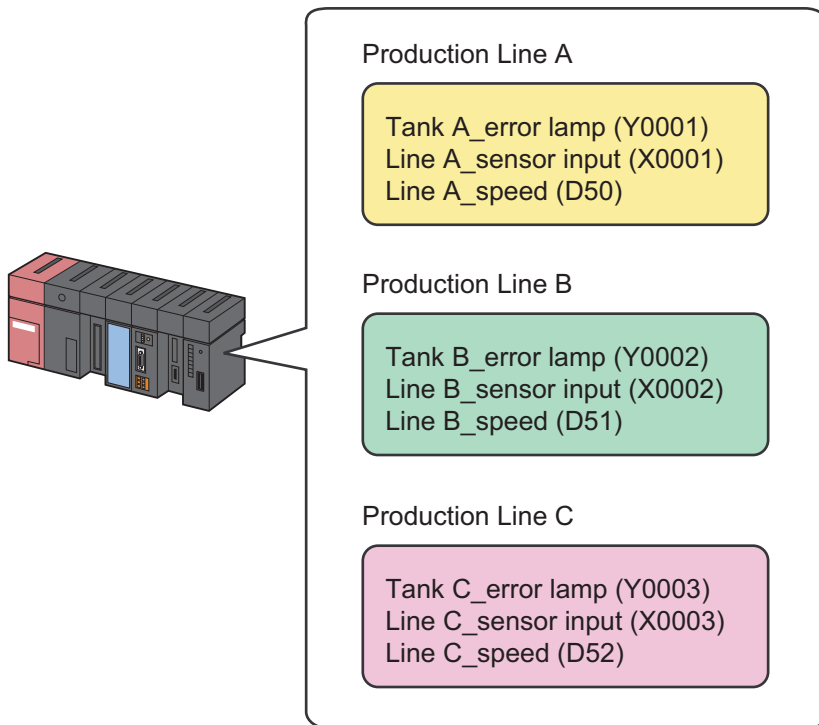 Production Line A
Tank A_error lamp (Y0001)
Line A_sensor input (X0001)
Line A_speed (D50)
Production Line B
Tank B_error lamp (Y0002)
Line B_sensor input (X0002)
Line B_speed (D51)
Production Line C
Tank C_error lamp (Y0003)
Line C_sensor input (X0003)
Line C_speed (D52)